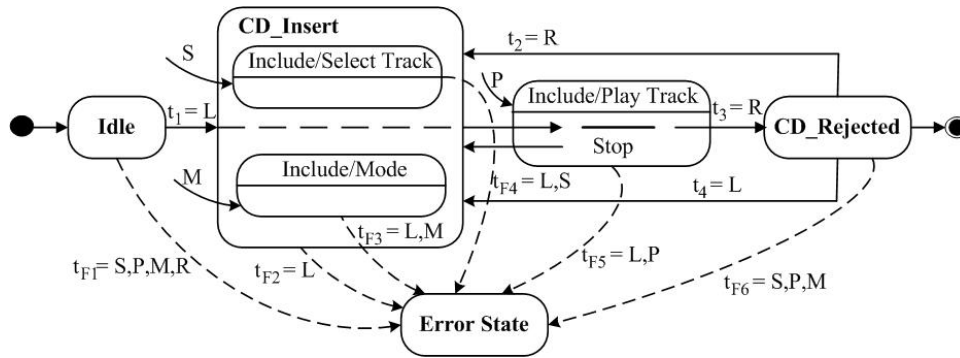 CD_Insert
t2 = R
S
Include/Select Track
P
Include/Play Track
t1 = L
t3 = R
Idle
CD_Rejected
Stop
Include/Mode
M
tF4 = L,S
t4 = L
tF3 = L,M
tF1 = S,P,M,R
tF2 = L
tF5 = L,P
tF6 = S,P,M
Error State